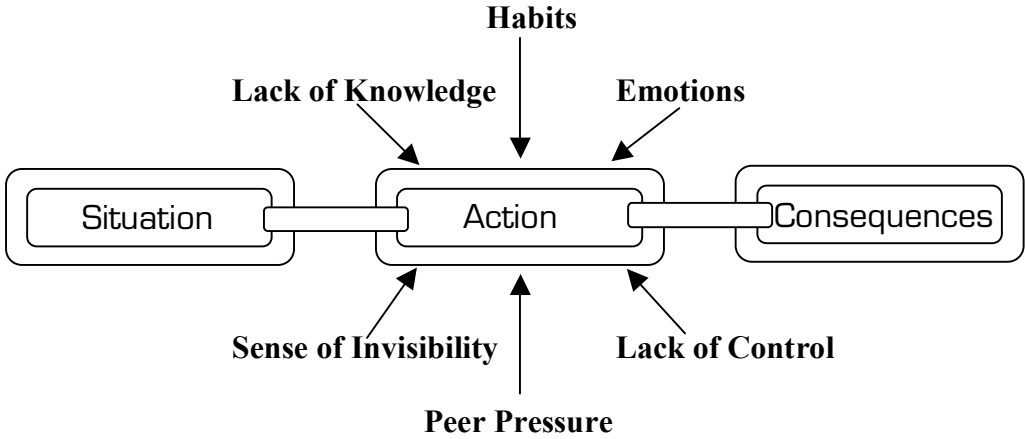 Habits
Lack of Knowledge
Emotions
Situation
Action
Consequences
Sense of Invisibility
Lack of Control
Peer Pressure